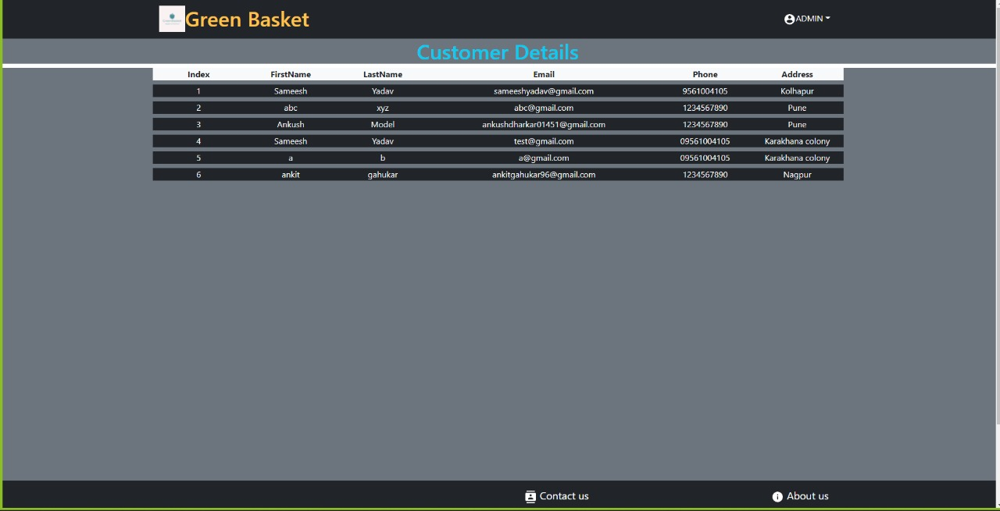 Green Basket
ADMIN
Customer Details
Index FirstName LastName Email Phone Address
1 Sameesh Yadav sameeshyadav@gmail.com 9561004105 Kolhapur
2 abc xyz abc@gmail.com 1234567890 Pune
3 Ankush Model ankushdharkar01451@gmail.com 1234567890 Pune
4 Sameesh Yadav test@gmail.com 09561004105 Karakhana colony
5 a b a@gmail.com 09561004105 Karakhana colony
6 ankit gahukar ankitgahukar96@gmail.com 1234567890 Nagpur
Contact us About us